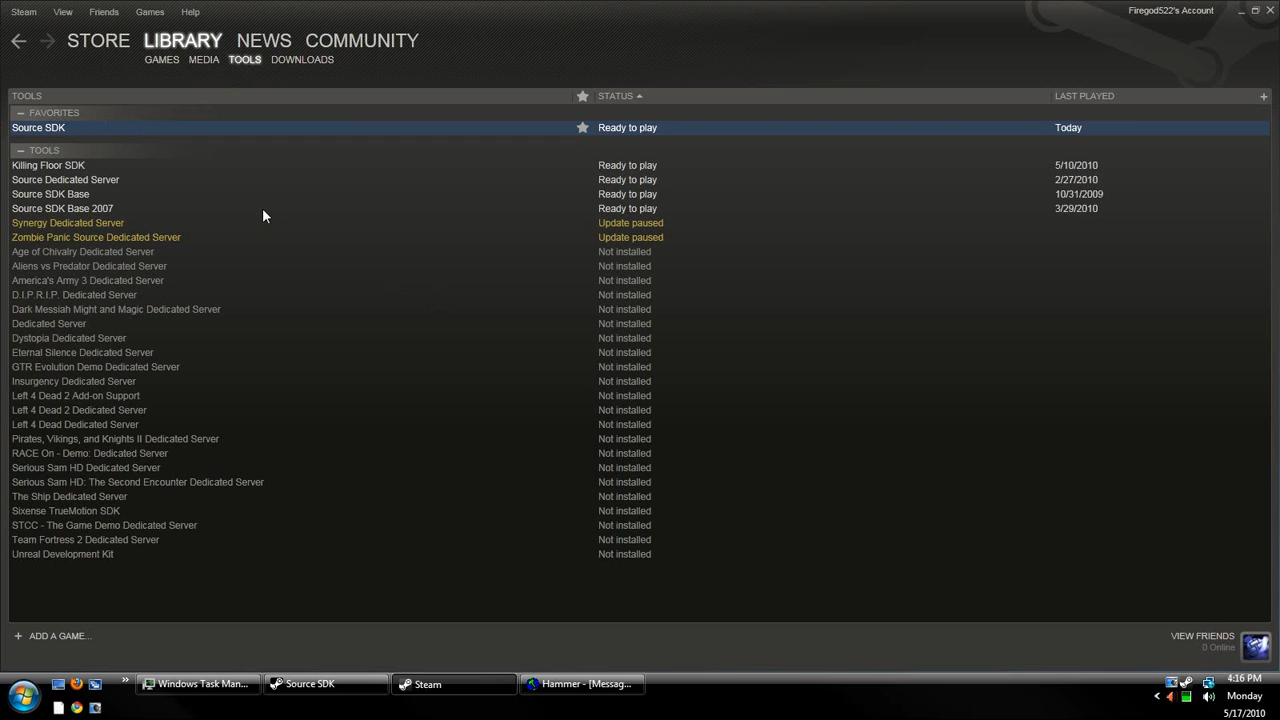 Steam View Friends Games Help Firegod522's Account
STORE LIBRARY NEWS COMMUNITY
GAMES MEDIA TOOLS DOWNLOADS
TOOLS STATUS LAST PLAYED +
FAVORITES
Source SDK Ready to play Today
TOOLS
Killing Floor SDK Ready to play 5/10/2010
Source Dedicated Server Ready to play 2/27/2010
Source SDK Base Ready to play 10/31/2009
Source SDK Base 2007 Ready to play 3/29/2010
Synergy Dedicated Server Update paused
Zombie Panic Source Dedicated Server Update paused
Age of Chivalry Dedicated Server Not installed
Aliens vs Predator Dedicated Server Not installed
America's Army 3 Dedicated Server Not installed
D.I.P.R.I.P. Dedicated Server Not installed
Dark Messiah Might and Magic Dedicated Server Not installed
Dedicated Server Not installed
Dystopia Dedicated Server Not installed
Eternal Silence Dedicated Server Not installed
GTR Evolution Demo Dedicated Server Not installed
Insurgency Dedicated Server Not installed
Left 4 Dead 2 Add-on Support Not installed
Left 4 Dead 2 Dedicated Server Not installed
Left 4 Dead Dedicated Server Not installed
Pirates, Vikings, and Knights II Dedicated Server Not installed
RACE On - Demo: Dedicated Server Not installed
Serious Sam HD Dedicated Server Not installed
Serious Sam HD: The Second Encounter Dedicated Server Not installed
The Ship Dedicated Server Not installed
Sixense TrueMotion SDK Not installed
STCC - The Game Demo Dedicated Server Not installed
Team Fortress 2 Dedicated Server Not installed
Unreal Development Kit Not installed
+ ADD A GAME... VIEW FRIENDS
0 Online
Windows Task Man... Source SDK Steam Hammer - [Messag... 4:16 PM
Monday
5/17/2010